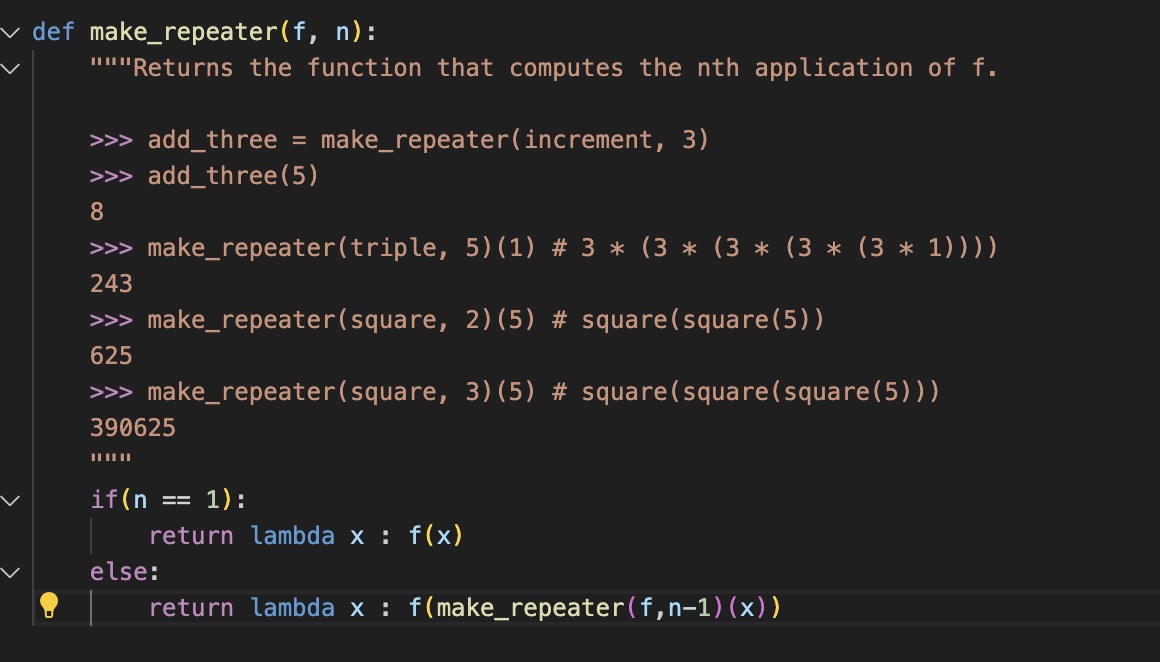 def make_repeater(f, n):
    """Returns the function that computes the nth application of f.

    >>> add_three = make_repeater(increment, 3)
    >>> add_three(5)
    8
    >>> make_repeater(triple, 5)(1) # 3 * (3 * (3 * (3 * (3 * 1))))
    243
    >>> make_repeater(square, 2)(5) # square(square(5))
    625
    >>> make_repeater(square, 3)(5) # square(square(square(5)))
    390625
    """
    if(n == 1):
        return lambda x : f(x)
    else:
        return lambda x : f(make_repeater(f,n-1)(x))